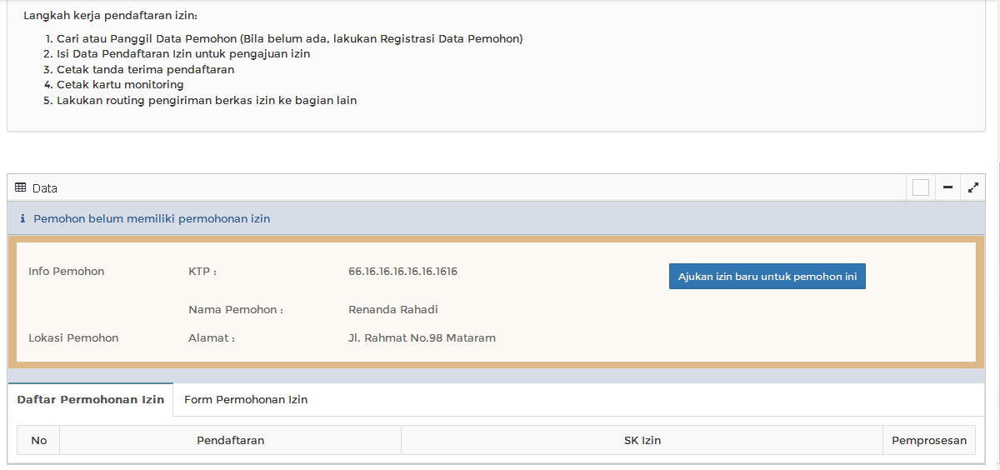 Langkah kerja pendaftaran izin:
1. Cari atau Panggil Data Pemohon (Bila belum ada, lakukan Registrasi Data Pemohon)
2. Isi Data Pendaftaran Izin untuk pengajuan izin
3. Cetak tanda terima pendaftaran
4. Cetak kartu monitoring
5. Lakukan routing pengiriman berkas izin ke bagian lain
Data
i Pemohon belum memiliki permohonan izin
Info Pemohon KTP : 66.16.16.16.16.16.1616 Ajukan izin baru untuk pemohon ini
Nama Pemohon : Renanda Rahadi
Lokasi Pemohon Alamat : Jl. Rahmat No.98 Mataram
Daftar Permohonan Izin Form Permohonan Izin
No Pendaftaran SK Izin Pemprosesan